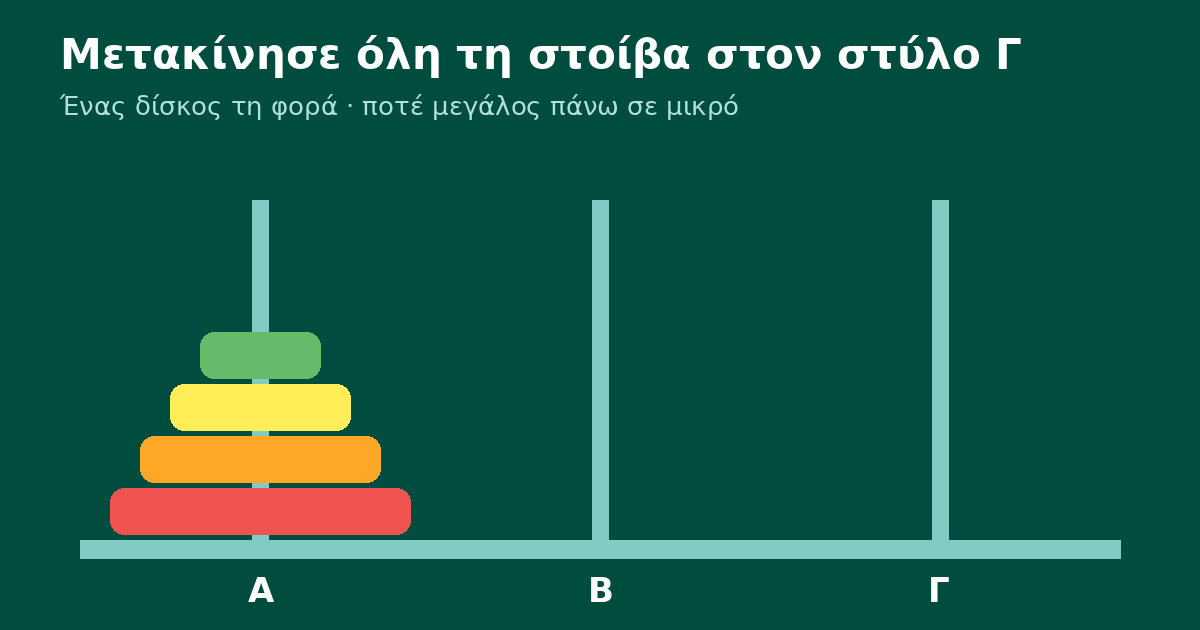 Μετακίνησε όλη τη στοίβα στον στύλο Γ
Ένας δίσκος τη φορά · ποτέ μεγάλος πάνω σε μικρό
Α Β Γ